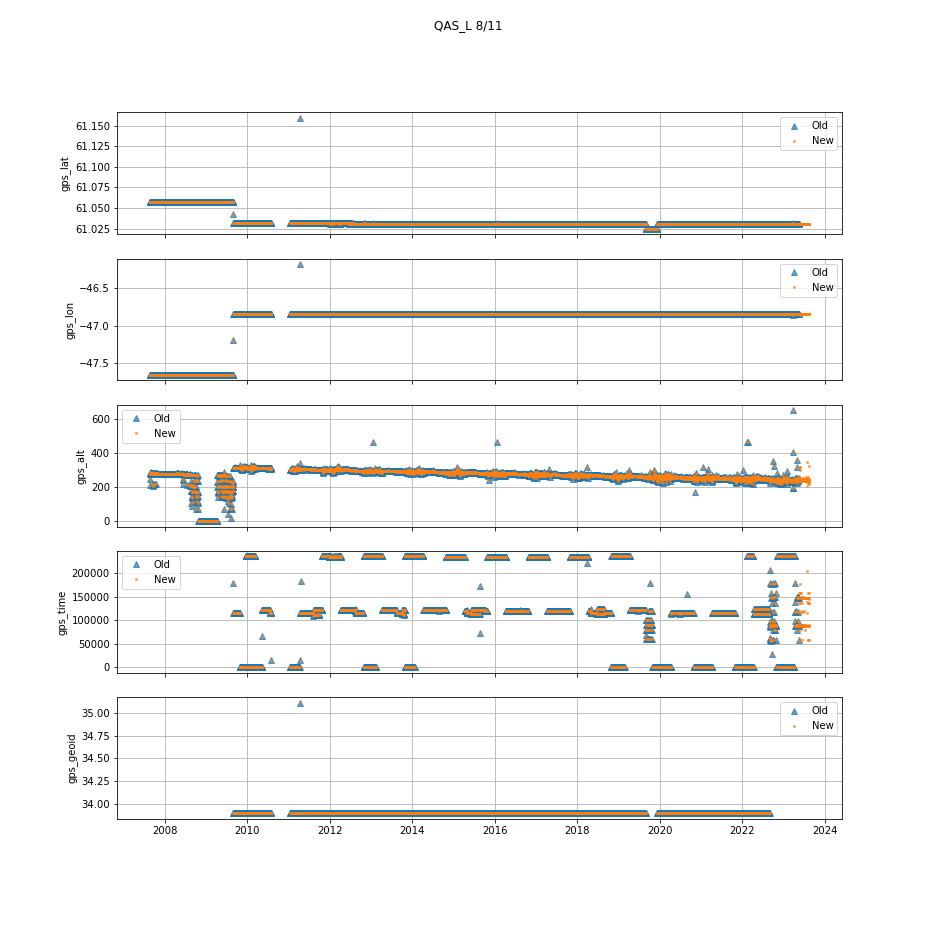 QAS_L 8/11
61.150
61.125
61.100
61.075
61.050
61.025
gps_lat
Old
New
−46.5
−47.0
−47.5
gps_lon
Old
New
600
400
200
0
gps_alt
Old
New
200000
150000
100000
50000
0
gps_time
Old
New
35.00
34.75
34.50
34.25
34.00
gps_geoid
Old
New
2008 2010 2012 2014 2016 2018 2020 2022 2024